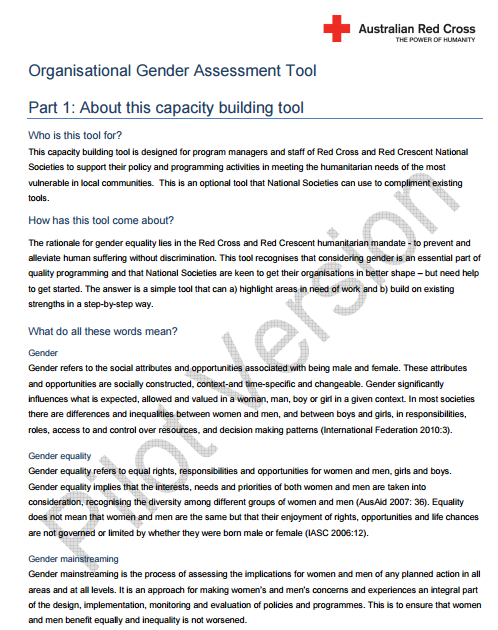 Australian Red Cross
THE POWER OF HUMANITY
Organisational Gender Assessment Tool
Part 1: About this capacity building tool
Who is this tool for?
This capacity building tool is designed for program managers and staff of Red Cross and Red Crescent National
Societies to support their policy and programming activities in meeting the humanitarian needs of the most
vulnerable in local communities. This is an optional tool that National Societies can use to compliment existing
tools.
How has this tool come about?
The rationale for gender equality lies in the Red Cross and Red Crescent humanitarian mandate - to prevent and
alleviate human suffering without discrimination. This tool recognises that considering gender is an essential part of
quality programming and that National Societies are keen to get their organisations in better shape – but need help
to get started. The answer is a simple tool that can a) highlight areas in need of work and b) build on existing
strengths in a step-by-step way.
What do all these words mean?
Gender
Gender refers to the social attributes and opportunities associated with being male and female. These attributes
and opportunities are socially constructed, context-and time-specific and changeable. Gender significantly
influences what is expected, allowed and valued in a woman, man, boy or girl in a given context. In most societies
there are differences and inequalities between women and men, and between boys and girls, in responsibilities,
roles, access to and control over resources, and decision making patterns (International Federation 2010:3).
Gender equality
Gender equality refers to equal rights, responsibilities and opportunities for women and men, girls and boys.
Gender equality implies that the interests, needs and priorities of both women and men are taken into
consideration, recognising the diversity among different groups of women and men (AusAid 2007: 36). Equality
does not mean that women and men are the same but that their enjoyment of rights, opportunities and life chances
are not governed or limited by whether they were born male or female (IASC 2006:12).
Gender mainstreaming
Gender mainstreaming is the process of assessing the implications for women and men of any planned action in all
areas and at all levels. It is an approach for making women's and men's concerns and experiences an integral part
of the design, implementation, monitoring and evaluation of policies and programmes. This is to ensure that women
and men benefit equally and inequality is not worsened.
Pilot Version